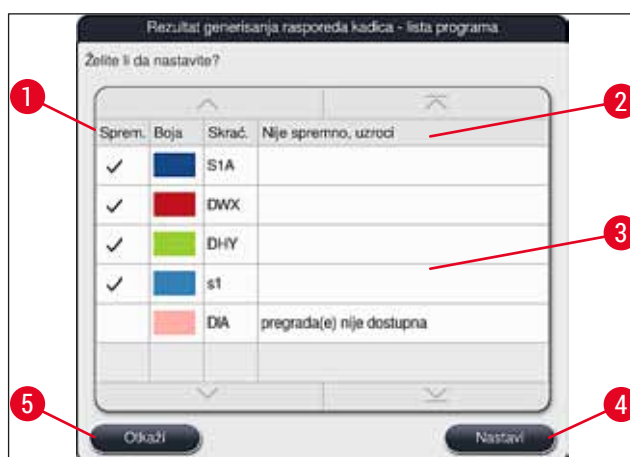 Rezultat generisanja rasporeda kadica - lista programa
Želite li da nastavite?
1
2
Sprem. Boja Skrać. Nije spremno, uzroci
S1A
DWX
DHY
3
s1
DIA pregrada(e) nije dostupna
5
4
Otkaži Nastavi